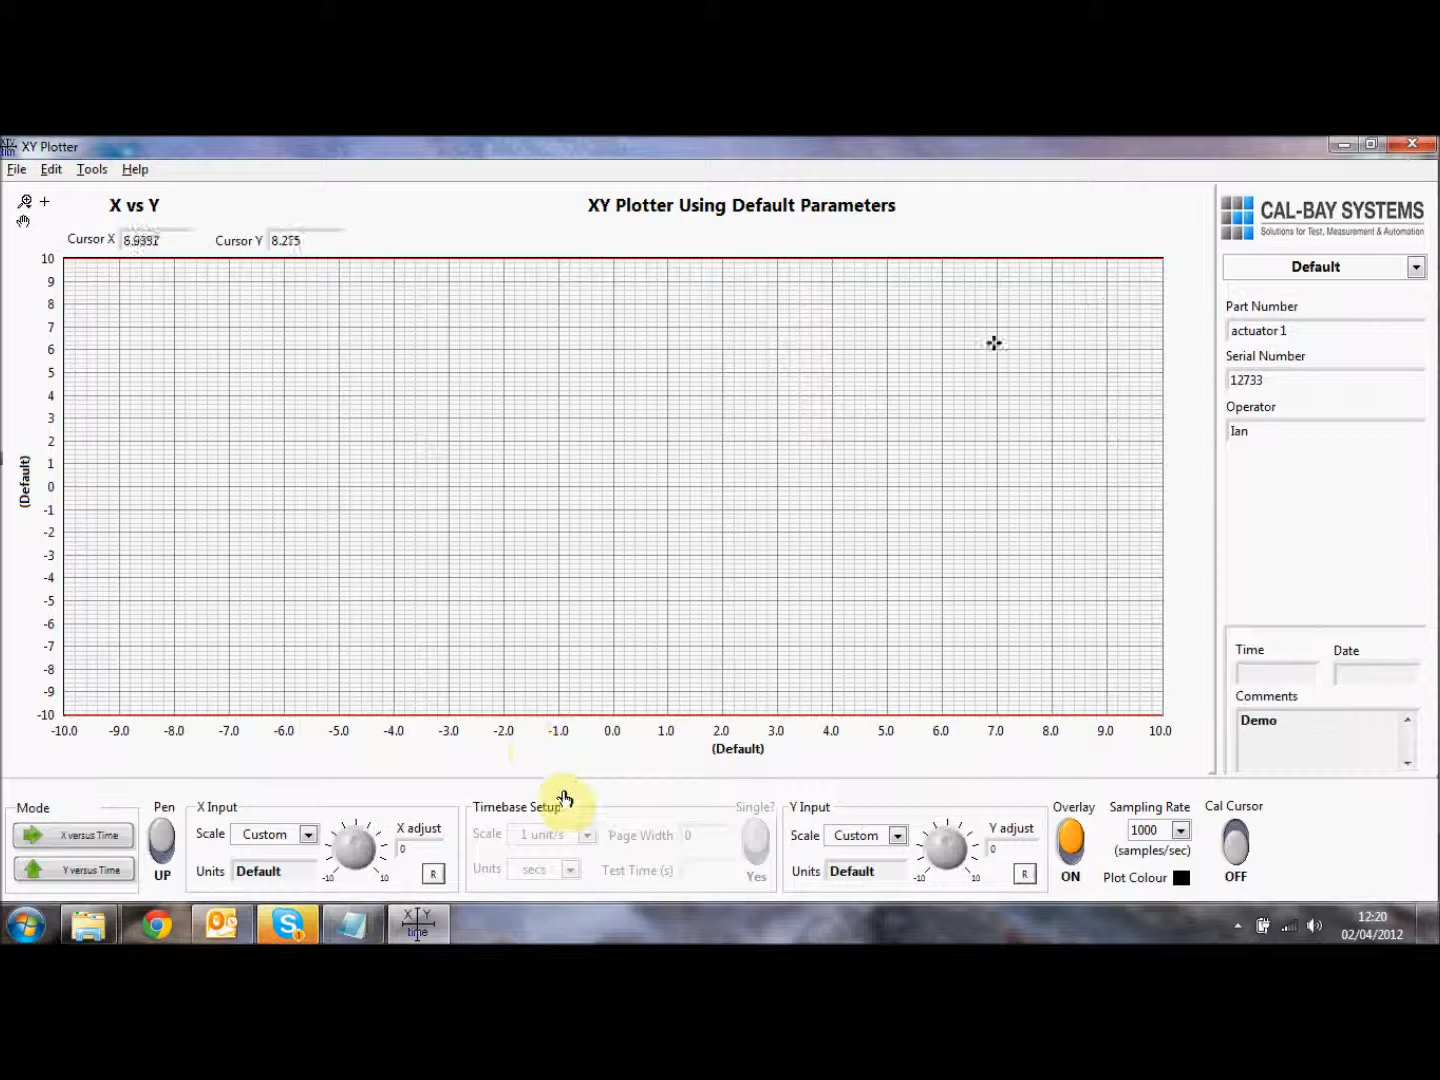 XY Plotter
File Edit Tools Help
X vs Y
XY Plotter Using Default Parameters
CAL-BAY SYSTEMS
Solutions for Test, Measurement & Automation
Cursor X
Cursor Y
Default
Part Number
actuator 1
Serial Number
12733
Operator
Ian
10
9
8
7
6
5
4
3
2
1
0
-1
-2
-3
-4
-5
-6
-7
-8
-9
-10
(Default)
-10.0 -9.0 -8.0 -7.0 -6.0 -5.0 -4.0 -3.0 -2.0 -1.0 0.0 1.0 2.0 3.0 4.0 5.0 6.0 7.0 8.0 9.0 10.0
(Default)
Time Date
Comments
Demo
Mode
X versus Time
Y versus Time
Pen
UP
X Input
Scale Custom
Units Default
-10 10
X adjust
0
R
Timebase Setup
Scale 1 unit/s Page Width 0
Units secs Test Time (s)
Single?
Yes
Y Input
Scale Custom
Units Default
-10 10
Y adjust
0
R
Overlay
ON
Sampling Rate
1000
(samples/sec)
Plot Colour
Cal Cursor
OFF
X Y
time
12:20
02/04/2012